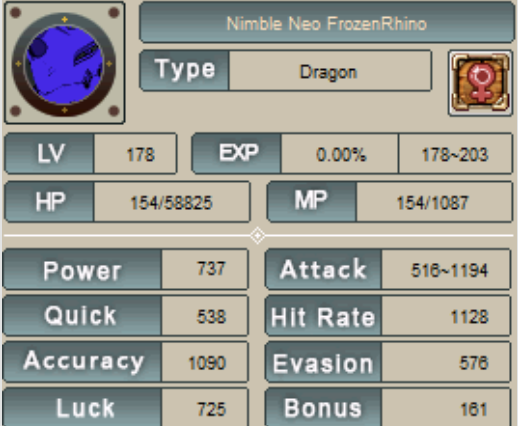 Nimble Neo FrozenRhino
Type Dragon
LV 178 EXP 0.00% 178~203
HP 154/58825 MP 154/1087
Power 737 Attack 516~1194
Quick 538 Hit Rate 1128
Accuracy 1090 Evasion 576
Luck 725 Bonus 161